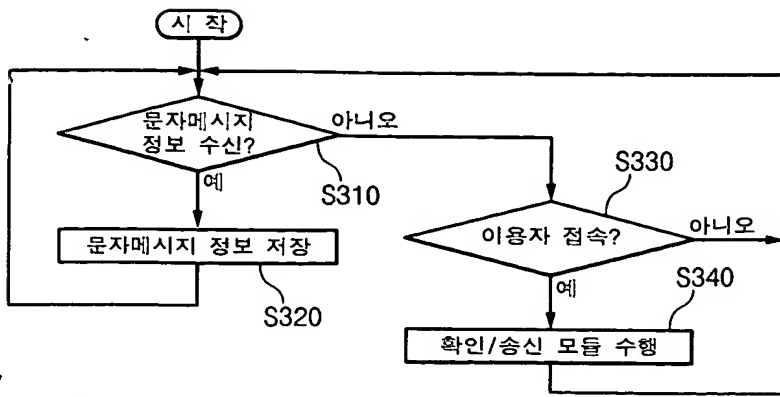 시 작
문자메시지
정보 수신?
아니오
S310
예
문자메시지 정보 저장
S320
S330
이용자 접속?
아니오
예
S340
확인/송신 모듈 수행